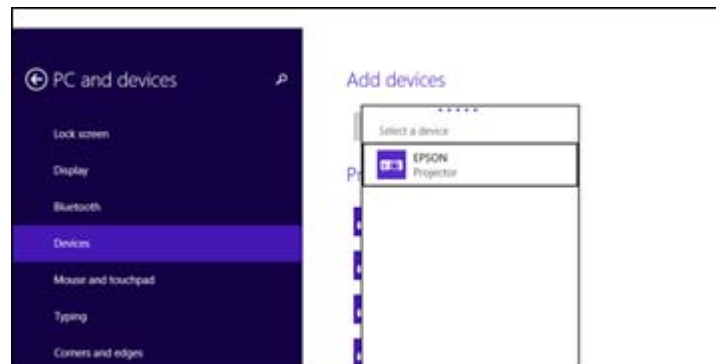 PC and devices
Lock screen
Display
Bluetooth
Devices
Mouse and touchpad
Typing
Corners and edges
Add devices
Select a device
EPSON
Projector